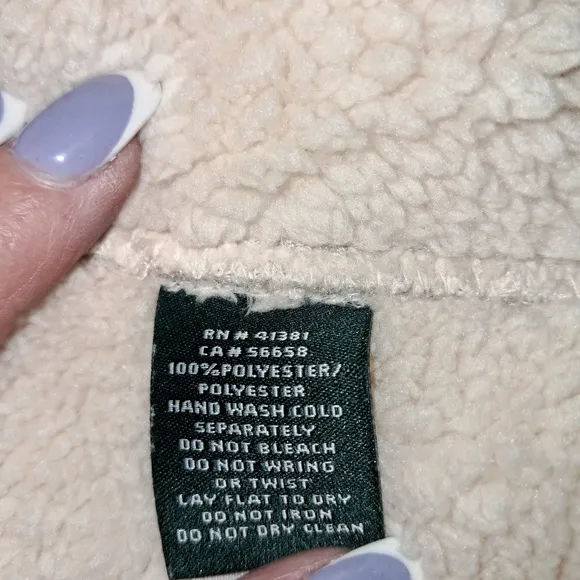 RN # 41381
CA # 56658
100%POLYESTER/
POLYESTER
HAND WASH COLD
SEPARATELY
DO NOT BLEACH
DO NOT WRING
OR TWIST
LAY FLAT TO DRY
DO NOT IRON
DO NOT DRY CLEAN